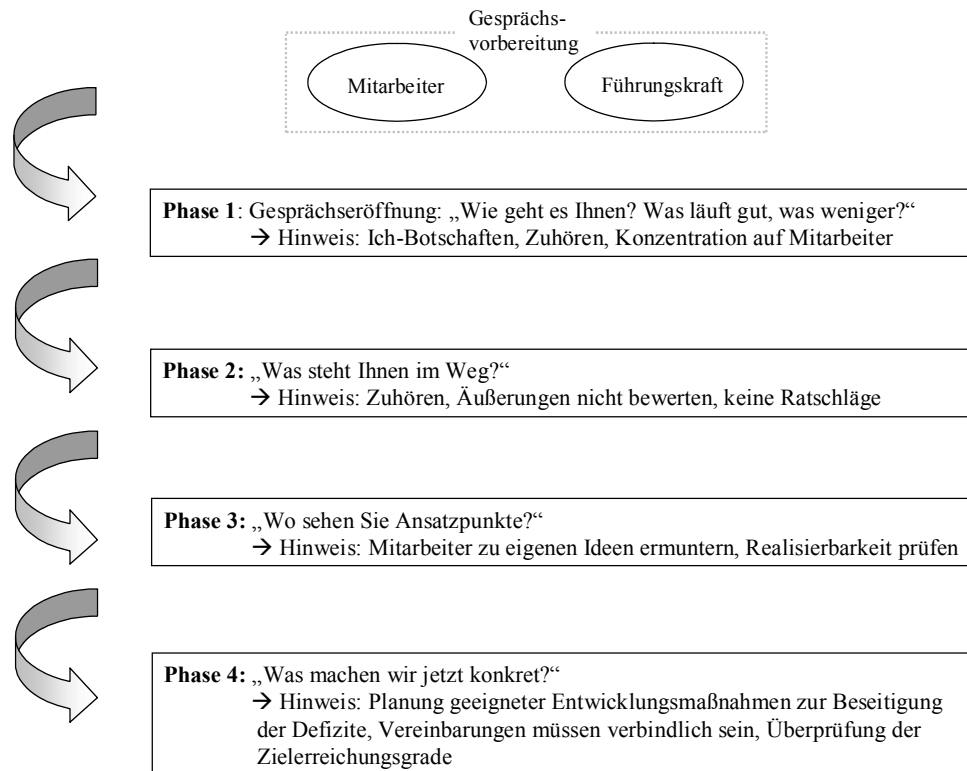 Gesprächs-
vorbereitung
Mitarbeiter
Führungskraft
Phase 1: Gesprächseröffnung: „Wie geht es Ihnen? Was läuft gut, was weniger?“
→ Hinweis: Ich-Botschaften, Zuhören, Konzentration auf Mitarbeiter
Phase 2: „Was steht Ihnen im Weg?“
→ Hinweis: Zuhören, Äußerungen nicht bewerten, keine Ratschläge
Phase 3: „Wo sehen Sie Ansatzpunkte?“
→ Hinweis: Mitarbeiter zu eigenen Ideen ermuntern, Realisierbarkeit prüfen
Phase 4: „Was machen wir jetzt konkret?“
→ Hinweis: Planung geeigneter Entwicklungsmaßnahmen zur Beseitigung
der Defizite, Vereinbarungen müssen verbindlich sein, Überprüfung der
Zielerreichungsgrade